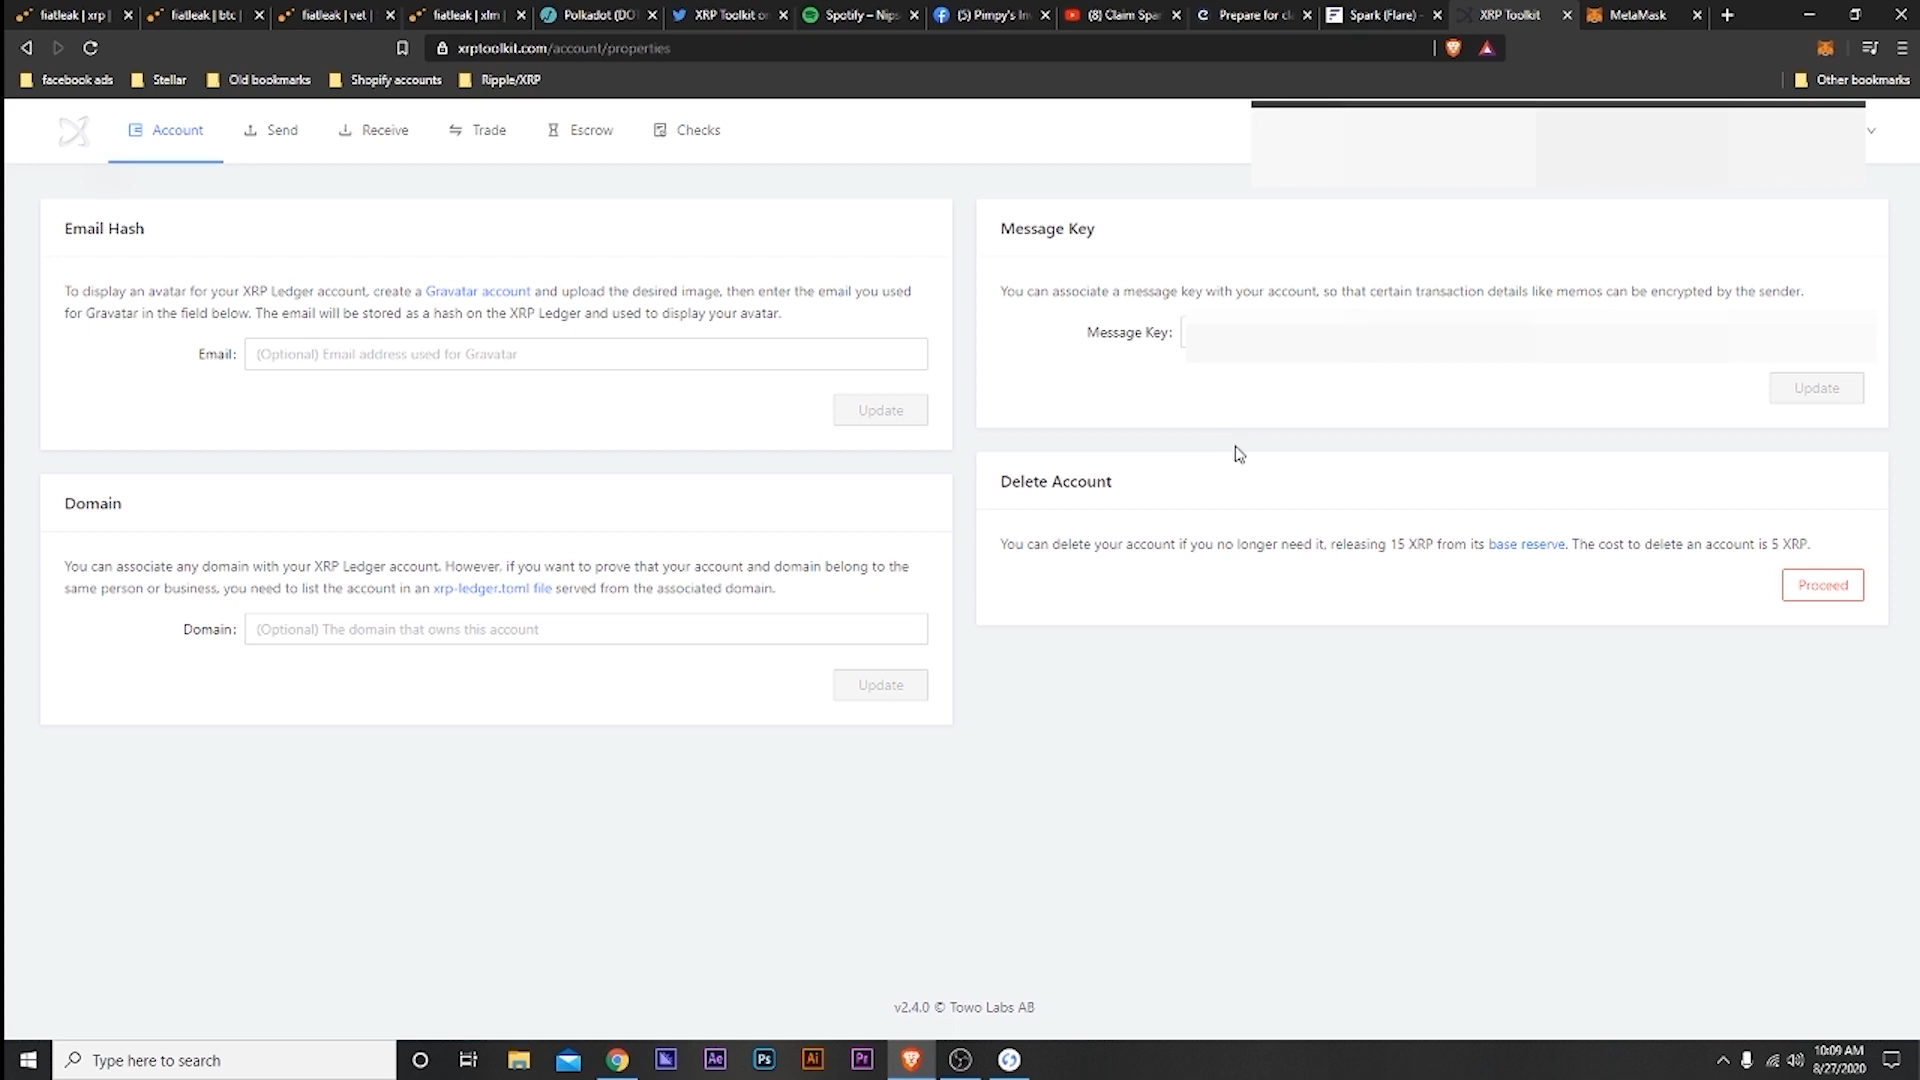 fiatleak | xrp |
fiatleak | btc |
fiatleak | vet |
fiatleak | xlm |
Polkadot (DO
XRP Toolkit or
Spotify – Nips
(5) Pimpy's Inv
(8) Claim Spar
Prepare for cl
Spark (Flare) -
XRP Toolkit
MetaMask
xrptoolkit.com/account/properties
facebook ads
Stellar
Old bookmarks
Shopify accounts
Ripple/XRP
Other bookmarks
Account
Send
Receive
Trade
Escrow
Checks
Email Hash
To display an avatar for your XRP Ledger account, create a Gravatar account and upload the desired image, then enter the email you used
for Gravatar in the field below. The email will be stored as a hash on the XRP Ledger and used to display your avatar.
Email: (Optional) Email address used for Gravatar
Update
Domain
You can associate any domain with your XRP Ledger account. However, if you want to prove that your account and domain belong to the
same person or business, you need to list the account in an xrp-ledger.toml file served from the associated domain.
Domain: (Optional) The domain that owns this account
Update
Message Key
You can associate a message key with your account, so that certain transaction details like memos can be encrypted by the sender.
Message Key:
Update
Delete Account
You can delete your account if you no longer need it, releasing 15 XRP from its base reserve. The cost to delete an account is 5 XRP.
Proceed
v2.4.0 © Towo Labs AB
Type here to search
Ae
Ps
Ai
Pr
10:09 AM
8/27/2020